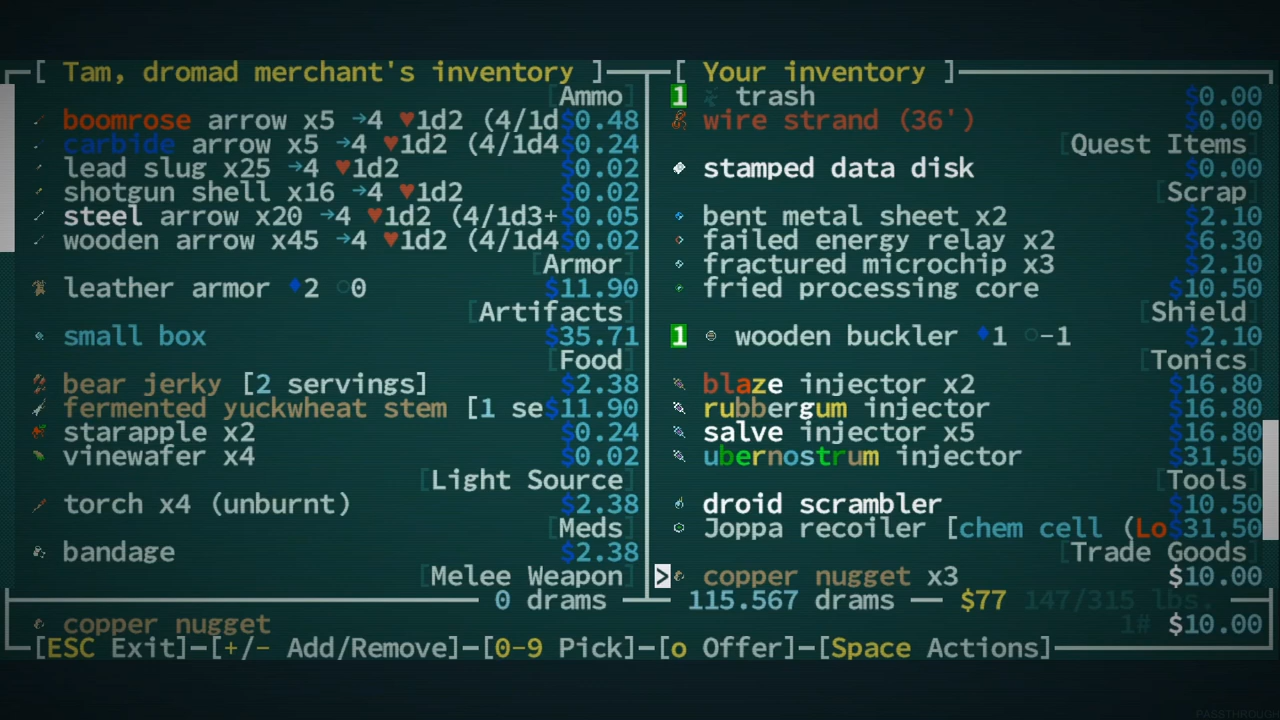 [ Tam, dromad merchant's inventory ]
[Ammo]
boomrose arrow x5 →4 ♥1d2 (4/1d$0.48
carbide arrow x5 →4 ♥1d2 (4/1d4$0.24
lead slug x25 →4 ♥1d2 $0.02
shotgun shell x16 →4 ♥1d2 $0.02
steel arrow x20 →4 ♥1d2 (4/1d3+$0.05
wooden arrow x45 →4 ♥1d2 (4/1d4$0.02
[Armor]
leather armor ♦2 ○0 $11.90
[Artifacts]
small box $35.71
[Food]
bear jerky [2 servings] $2.38
fermented yuckwheat stem [1 se$11.90
starapple x2 $0.24
vinewafer x4 $0.02
[Light Source]
torch x4 (unburnt) $2.38
[Meds]
bandage $2.38
[Melee Weapon]
0 drams
[ Your inventory ]
1 trash $0.00
wire strand (36') $0.00
[Quest Items]
stamped data disk $0.00
[Scrap]
bent metal sheet x2 $2.10
failed energy relay x2 $6.30
fractured microchip x3 $2.10
fried processing core $10.50
[Shield]
1 wooden buckler ♦1 ○-1 $2.10
[Tonics]
blaze injector x2 $16.80
rubbergum injector $16.80
salve injector x5 $16.80
ubernostrum injector $31.50
[Tools]
droid scrambler $10.50
Joppa recoiler [chem cell (Lo$31.50
[Trade Goods]
> copper nugget x3 $10.00
115.567 drams — $77 147/315 lbs.
copper nugget 1# $10.00
[ESC Exit]—[+/- Add/Remove]—[0-9 Pick]—[o Offer]—[Space Actions]
PASSTHROUGH